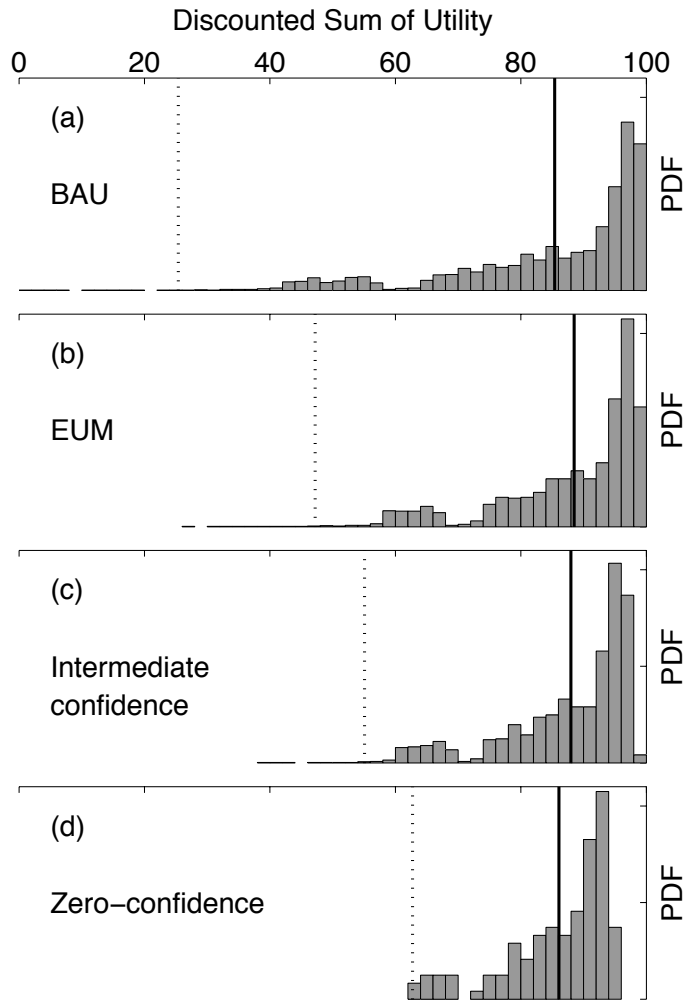 Discounted Sum of Utility
0 20 40 60 80 100
(a)
BAU
PDF
(b)
EUM
PDF
(c)
Intermediate
confidence
PDF
(d)
Zero−confidence
PDF